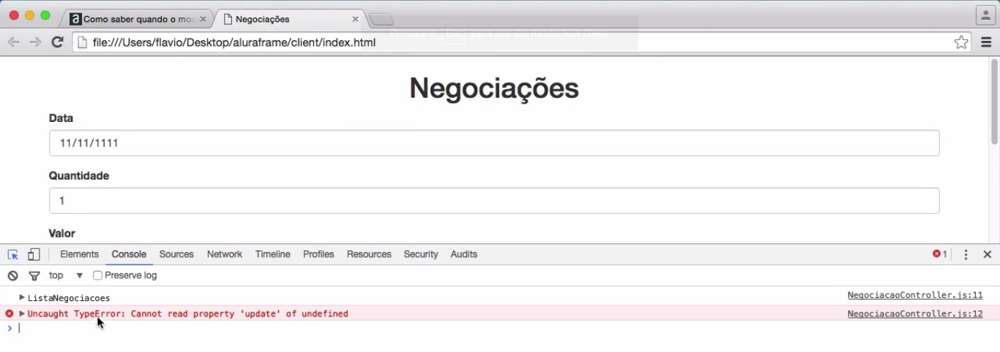 Como saber quando o mo
Negociações
Pressione Esc para sair do modo tela cheia
file:///Users/flavio/Desktop/aluraframe/client/index.html
Negociações
Data
11/11/1111
Quantidade
1
Valor
Elements Console Sources Network Timeline Profiles Resources Security Audits 1
top Preserve log
ListaNegociacoes NegociacaoController.js:11
Uncaught TypeError: Cannot read property 'update' of undefined NegociacaoController.js:12